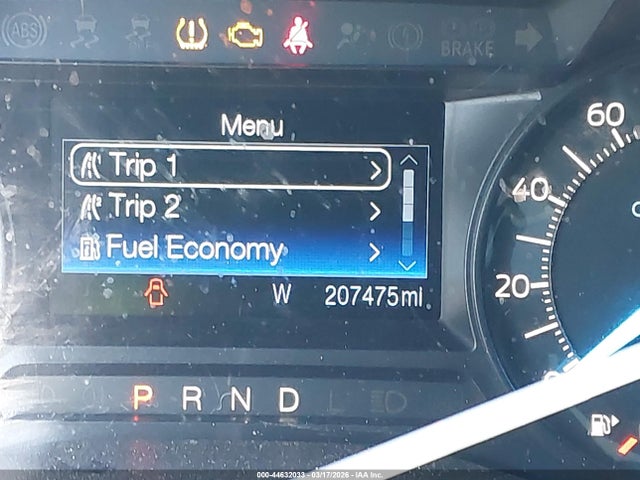 ABS
BRAKE
Menu
Trip 1
Trip 2
Fuel Economy
W 207475mi
P R N D L
60
40
20
0
000-44632033 - 03/17/2026 - IAA Inc.